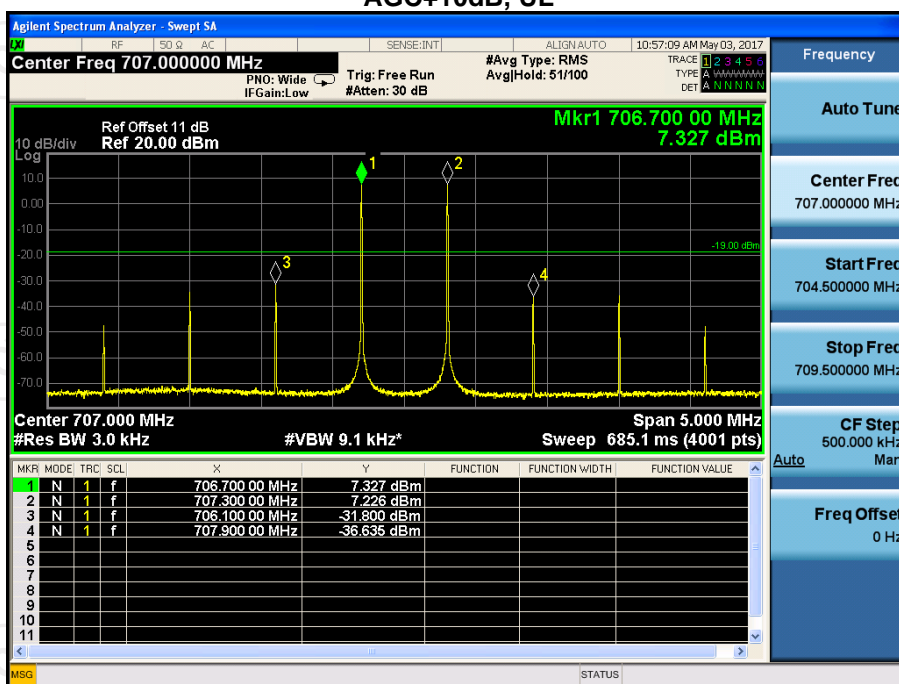 AGC+10dB, UL
Agilent Spectrum Analyzer - Swept SA
LXI RF 50 Ω AC SENSE:INT ALIGN AUTO 10:57:09 AM May 03, 2017
Center Freq 707.000000 MHz
PNO: Wide
IFGain:Low
Trig: Free Run
#Atten: 30 dB
#Avg Type: RMS
Avg|Hold: 51/100
TRACE 1 2 3 4 5 6
TYPE A WWWWW
DET A N N N N N
Frequency
Auto Tune
Center Freq
707.000000 MHz
Start Freq
704.500000 MHz
Stop Freq
709.500000 MHz
CF Step
500.000 kHz
Auto Man
Freq Offset
0 Hz
Mkr1 706.700 00 MHz
7.327 dBm
Ref Offset 11 dB
10 dB/div Ref 20.00 dBm
Log
10.0
0.00
-10.0
-20.0
-30.0
-40.0
-50.0
-60.0
-70.0
1
2
3
4
-19.00 dBm
Center 707.000 MHz Span 5.000 MHz
#Res BW 3.0 kHz #VBW 9.1 kHz* Sweep 685.1 ms (4001 pts)
MKR MODE TRC SCL X Y FUNCTION FUNCTION WIDTH FUNCTION VALUE
1 N 1 f 706.700 00 MHz 7.327 dBm
2 N 1 f 707.300 00 MHz 7.226 dBm
3 N 1 f 706.100 00 MHz -31.800 dBm
4 N 1 f 707.900 00 MHz -36.635 dBm
5
6
7
8
9
10
11
MSG STATUS